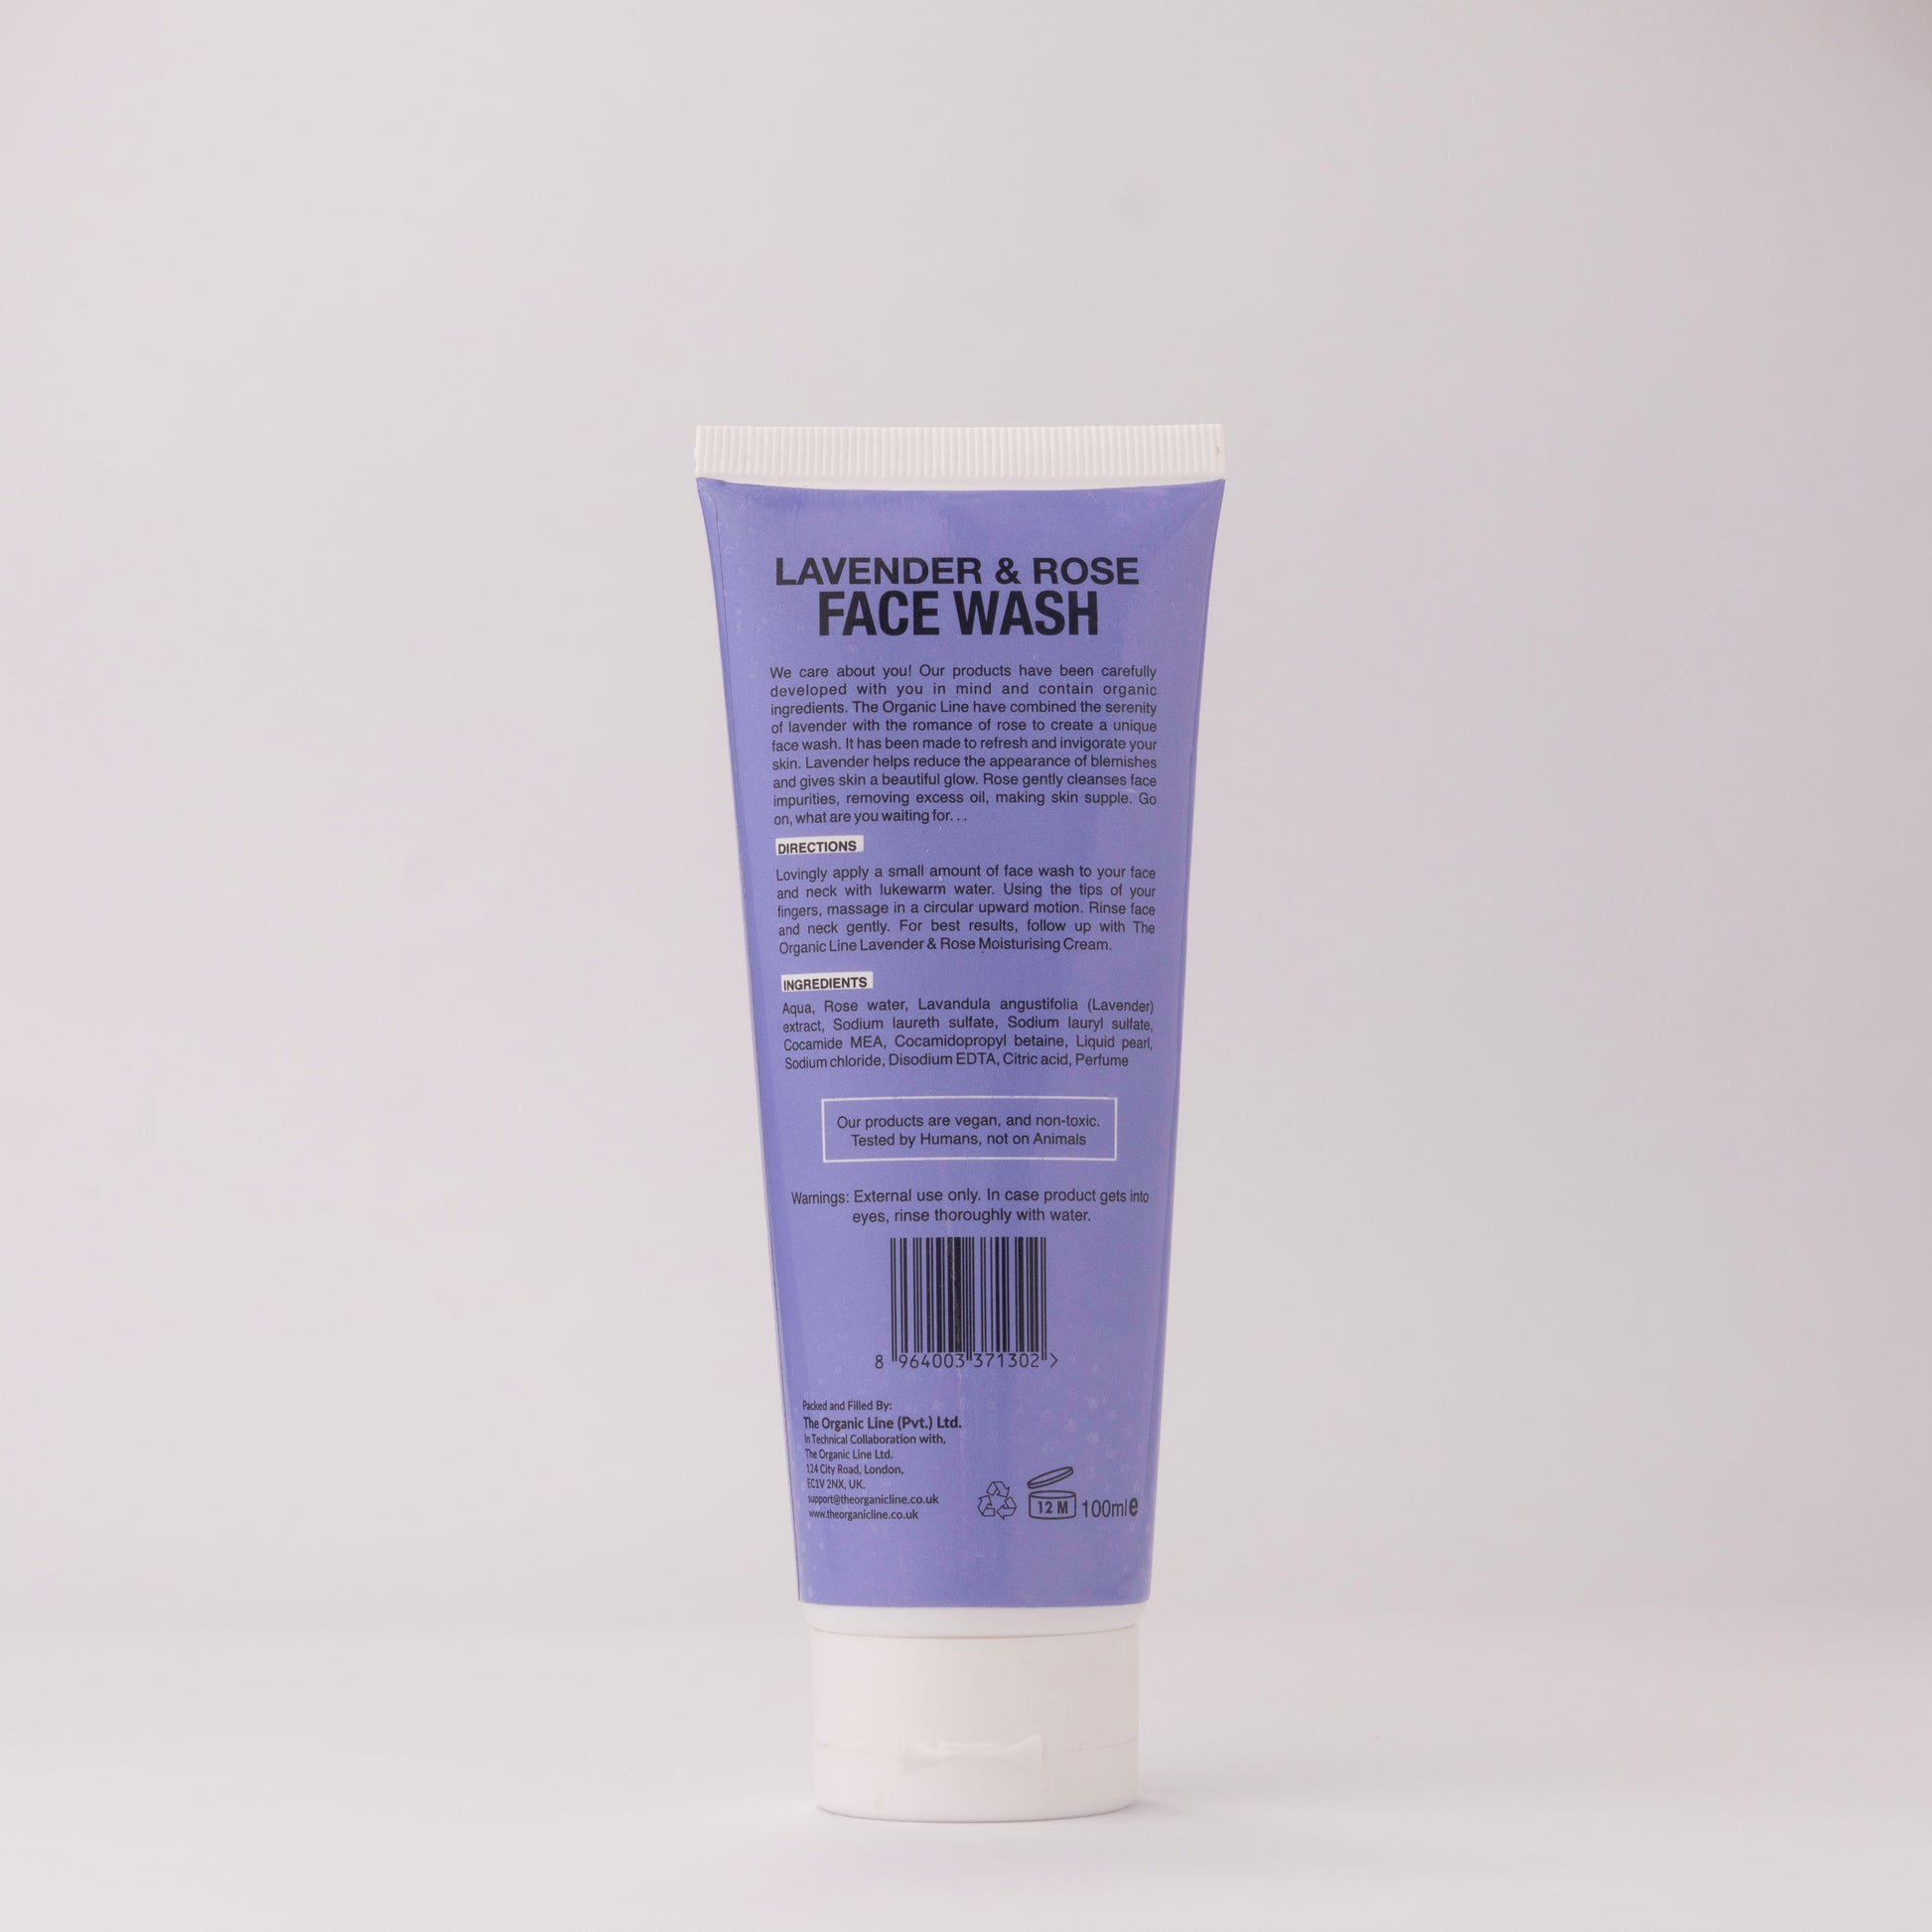 LAVENDER & ROSE
FACE WASH
We care about you! Our products have been carefully
developed with you in mind and contain organic
ingredients. The Organic Line have combined the serenity
of lavender with the romance of rose to create a unique
face wash. It has been made to refresh and invigorate your
skin. Lavender helps reduce the appearance of blemishes
and gives skin a beautiful glow. Rose gently cleanses face
impurities, removing excess oil, making skin supple. Go
on, what are you waiting for...
DIRECTIONS
Lovingly apply a small amount of face wash to your face
and neck with lukewarm water. Using the tips of your
fingers, massage in a circular upward motion. Rinse face
and neck gently. For best results, follow up with The
Organic Line Lavender & Rose Moisturising Cream.
INGREDIENTS
Aqua, Rose water, Lavandula angustifolia (Lavender)
extract, Sodium laureth sulfate, Sodium lauryl sulfate,
Cocamide MEA, Cocamidopropyl betaine, Liquid pearl,
Sodium chloride, Disodium EDTA, Citric acid, Perfume
Our products are vegan, and non-toxic.
Tested by Humans, not on Animals
Warnings: External use only. In case product gets into
eyes, rinse thoroughly with water.
8 964003 371302 >
Packed and Filled By:
The Organic Line (Pvt.) Ltd.
In Technical Collaboration with,
The Organic Line Ltd.
124 City Road, London,
EC1V 2NX, UK.
support@theorganicline.co.uk
www.theorganicline.co.uk
12 M
100ml e